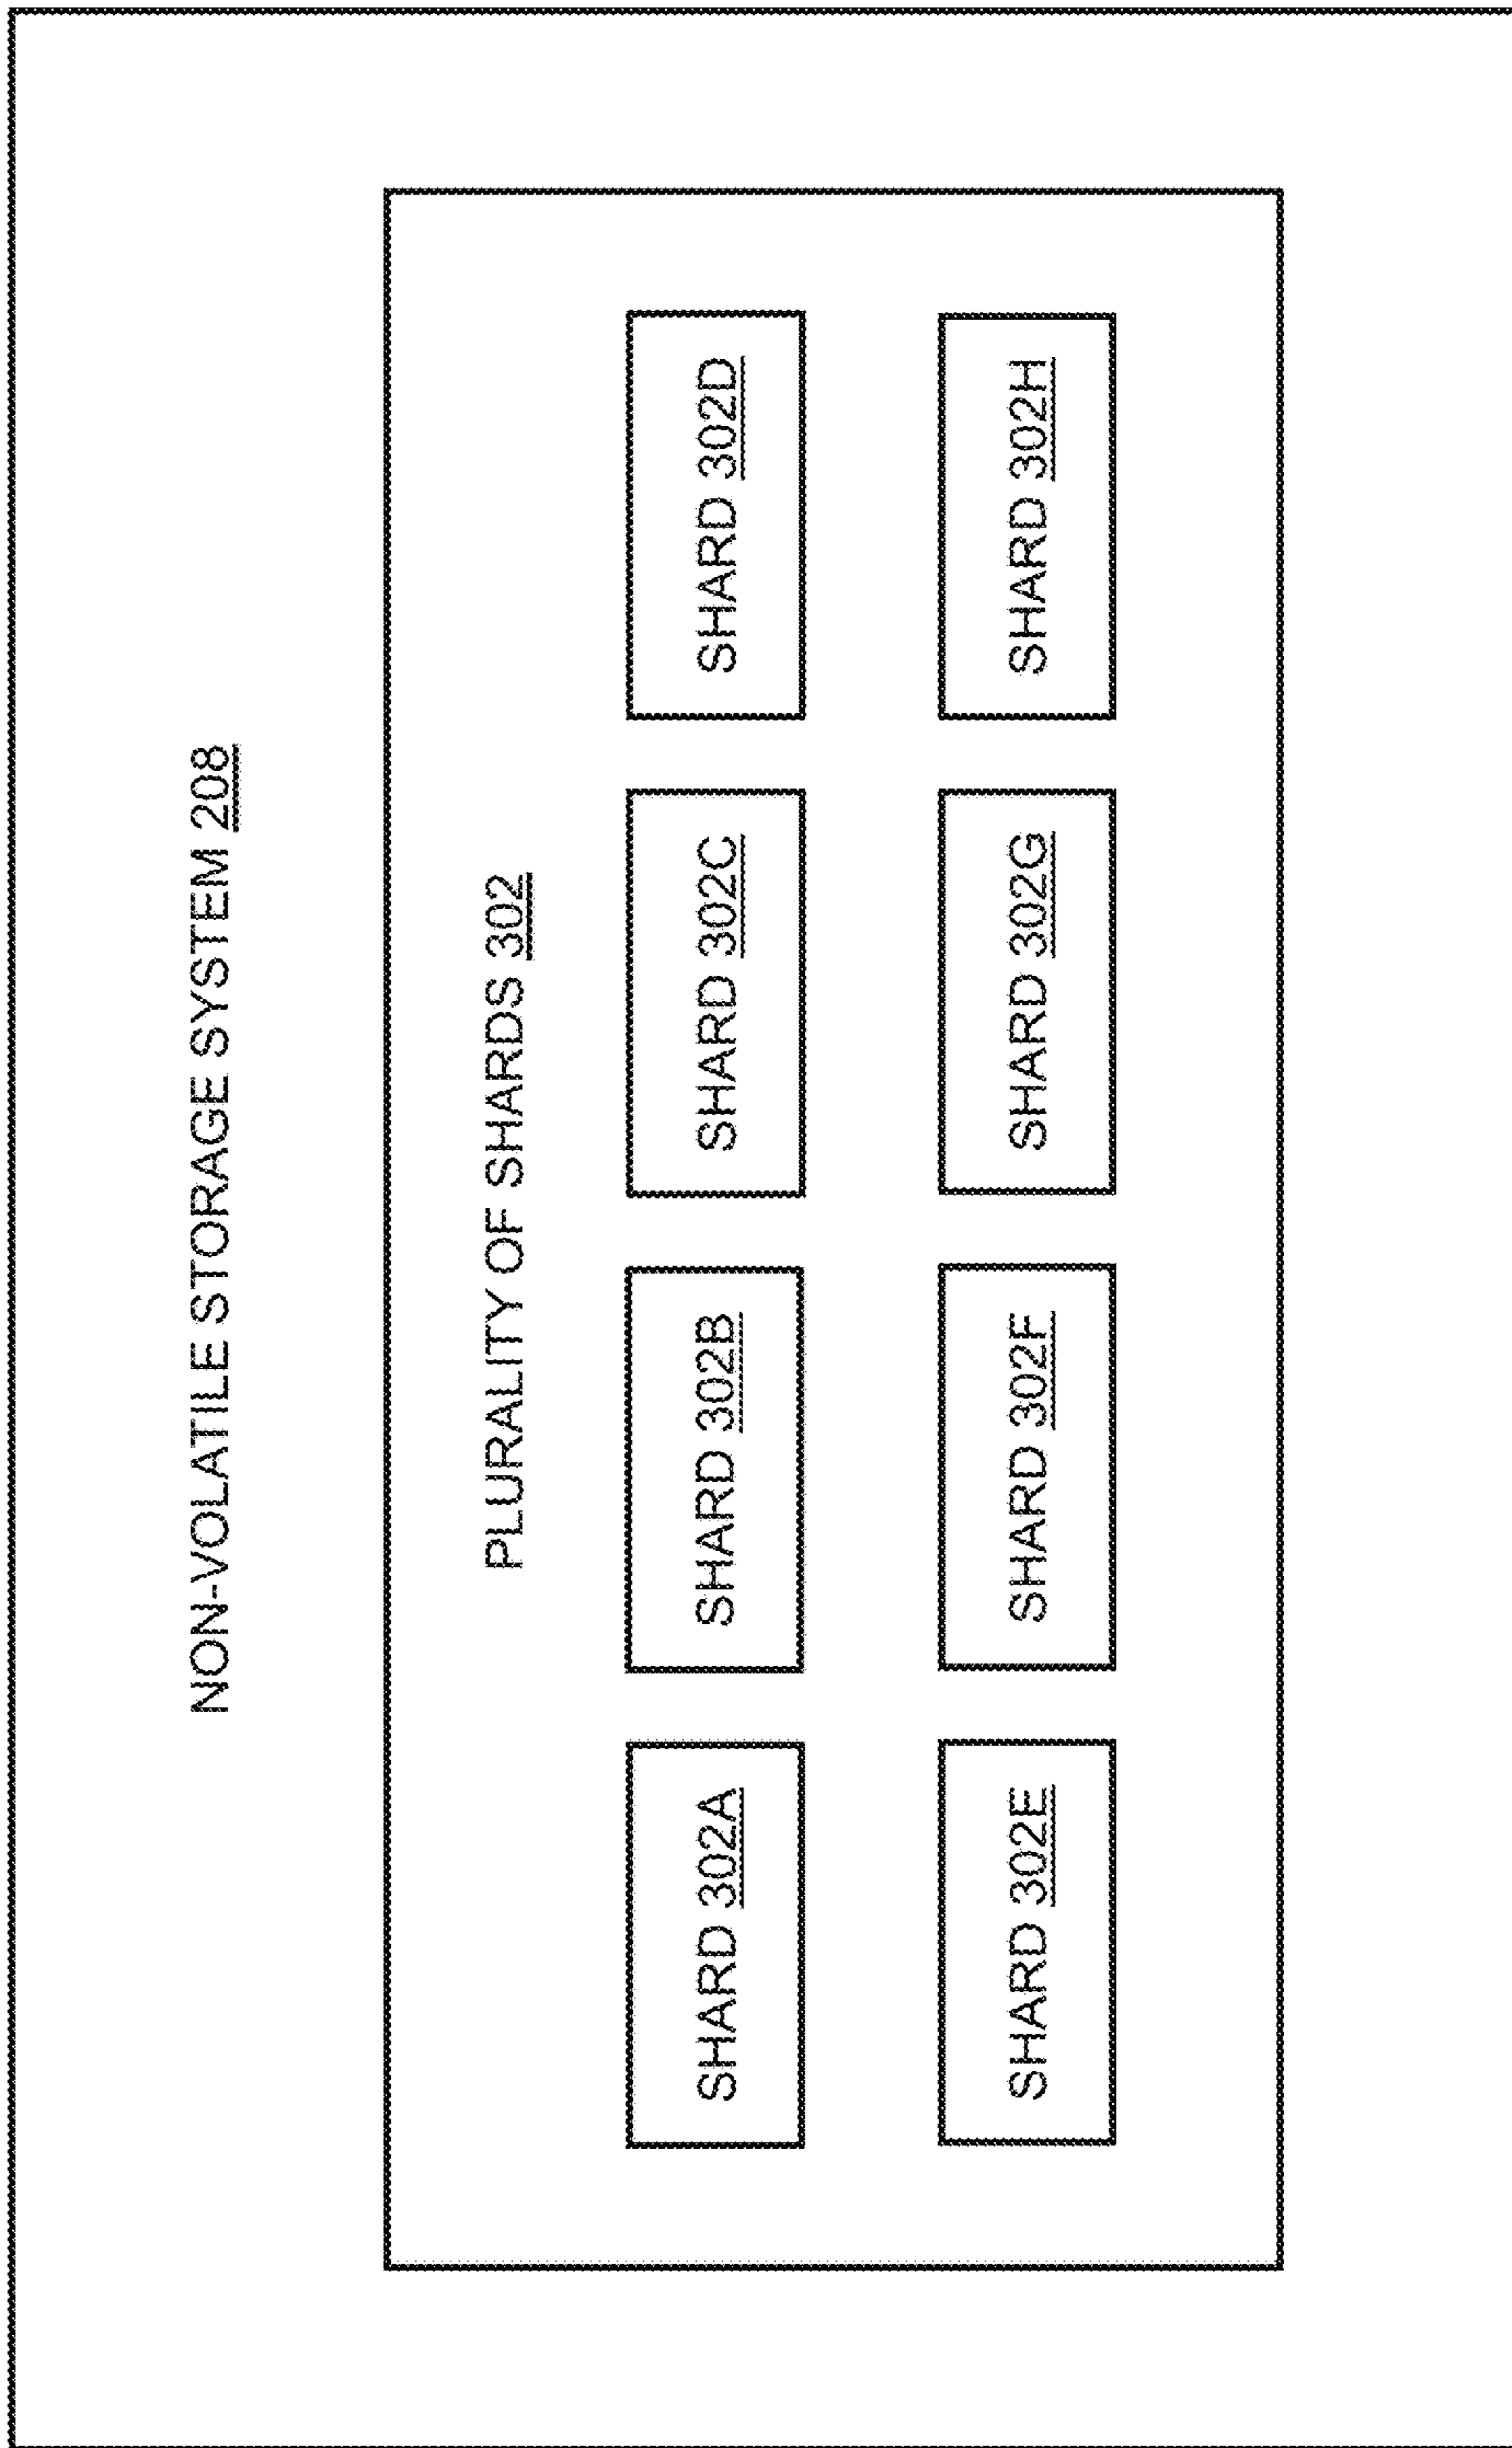 NON-VOLATILE STORAGE SYSTEM 208
PLURALITY OF SHARDS 302
SHARD 302A
SHARD 302B
SHARD 302C
SHARD 302D
SHARD 302E
SHARD 302F
SHARD 302G
SHARD 302H